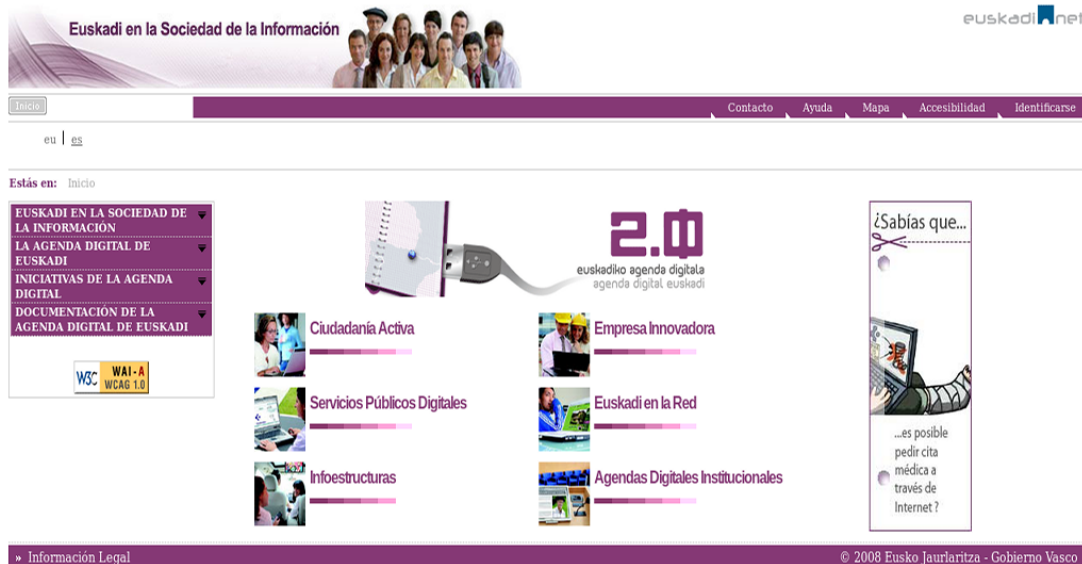 Euskadi en la Sociedad de la Información
euskadi.net
Inicio
Contacto
Ayuda
Mapa
Accesibilidad
Identificarse
eu
es
Estás en: Inicio
EUSKADI EN LA SOCIEDAD DE
LA INFORMACIÓN
LA AGENDA DIGITAL DE
EUSKADI
INICIATIVAS DE LA AGENDA
DIGITAL
DOCUMENTACIÓN DE LA
AGENDA DIGITAL DE EUSKADI
W3C WAI-A
WCAG 1.0
2.0
euskadiko agenda digitala
agenda digital euskadi
Ciudadanía Activa
Empresa Innovadora
Servicios Públicos Digitales
Euskadi en la Red
Infoestructuras
Agendas Digitales Institucionales
¿Sabías que...
...es posible
pedir cita
médica a
través de
Internet ?
» Información Legal
© 2008 Eusko Jaurlaritza - Gobierno Vasco